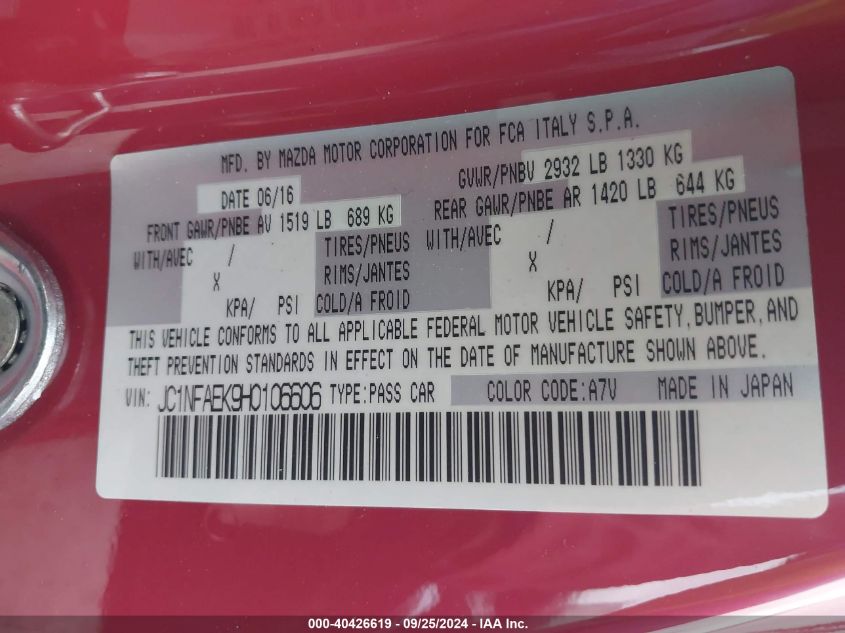 MFD. BY MAZDA MOTOR CORPORATION FOR FCA ITALY S.P.A.
DATE 06/16 GVWR/PNBV 2932 LB 1330 KG
FRONT GAWR/PNBE AV 1519 LB 689 KG REAR GAWR/PNBE AR 1420 LB 644 KG
WITH/AVEC / TIRES/PNEUS WITH/AVEC / TIRES/PNEUS
X RIMS/JANTES X RIMS/JANTES
KPA/ PSI COLD/A FROID KPA/ PSI COLD/A FROID
THIS VEHICLE CONFORMS TO ALL APPLICABLE FEDERAL MOTOR VEHICLE SAFETY, BUMPER, AND
THEFT PREVENTION STANDARDS IN EFFECT ON THE DATE OF MANUFACTURE SHOWN ABOVE.
VIN: JC1NFAEK9H0106606 TYPE:PASS CAR COLOR CODE:A7V MADE IN JAPAN
000-40426619 - 09/25/2024 - IAA Inc.